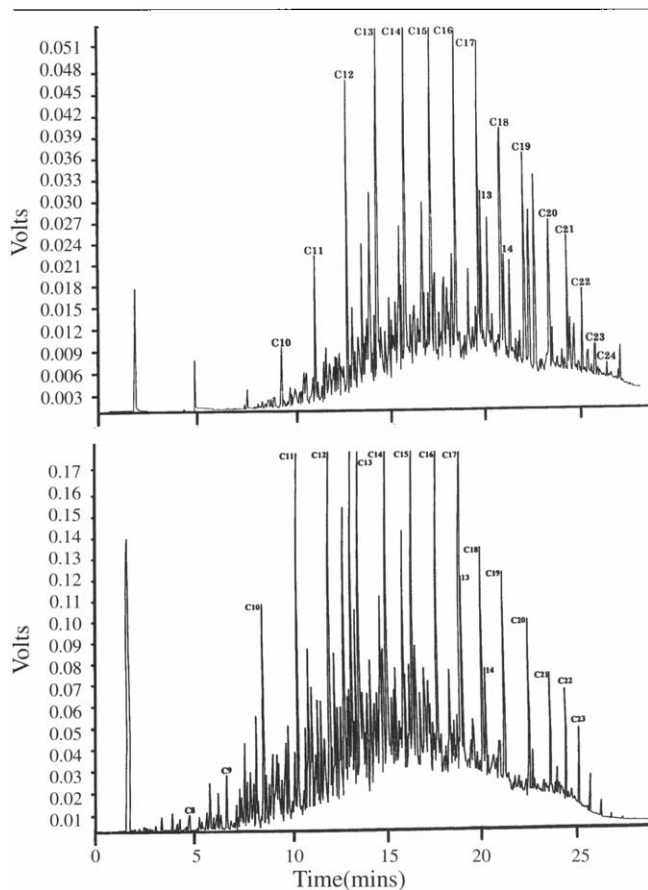 C13 C14 C15 C16
C17
0.051
0.048
C12
0.045
0.042
0.039
C18
0.036
C19
0.033
0.030
13
0.027
C20
0.024
C21
C11
14
0.021
0.018
C22
0.015
0.012
C10
C23
0.009
C24
0.006
0.003
Volts
C11 C12 C13 C14 C15 C16 C17
0.17
0.16
0.15
0.14
0.13
C18
0.12
13
C19
0.11
C10
0.10
C20
0.09
0.08
14
C21
C22
0.07
0.06
C23
0.05
0.04
C9
0.03
0.02
C8
0.01
Volts
0 5 10 15 20 25
Time(mins)